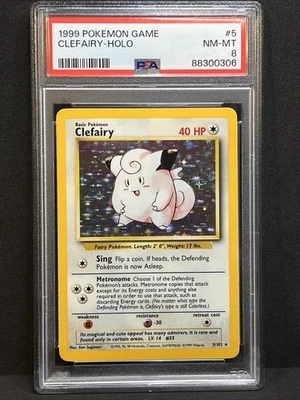 1999 POKEMON GAME #5
CLEFAIRY-HOLO NM-MT
8
PSA 88300306
Basic Pokémon
Clefairy 40 HP
Fairy Pokémon. Length: 2' 0", Weight: 17 lbs.
Sing Flip a coin. If heads, the Defending
Pokémon is now Asleep.
Metronome Choose 1 of the Defending
Pokémon's attacks. Metronome copies that attack
except for its Energy costs and anything else
required in order to use that attack, such as
discarding Energy cards. (No matter what type the
Defending Pokémon is, Clefairy's type is still Colorless.)
weakness resistance retreat cost
-30
Its magical and cute appeal has many admirers. It is rare and
found only in certain areas. LV. 14 #35
Illus. Ken Sugimori
5/102